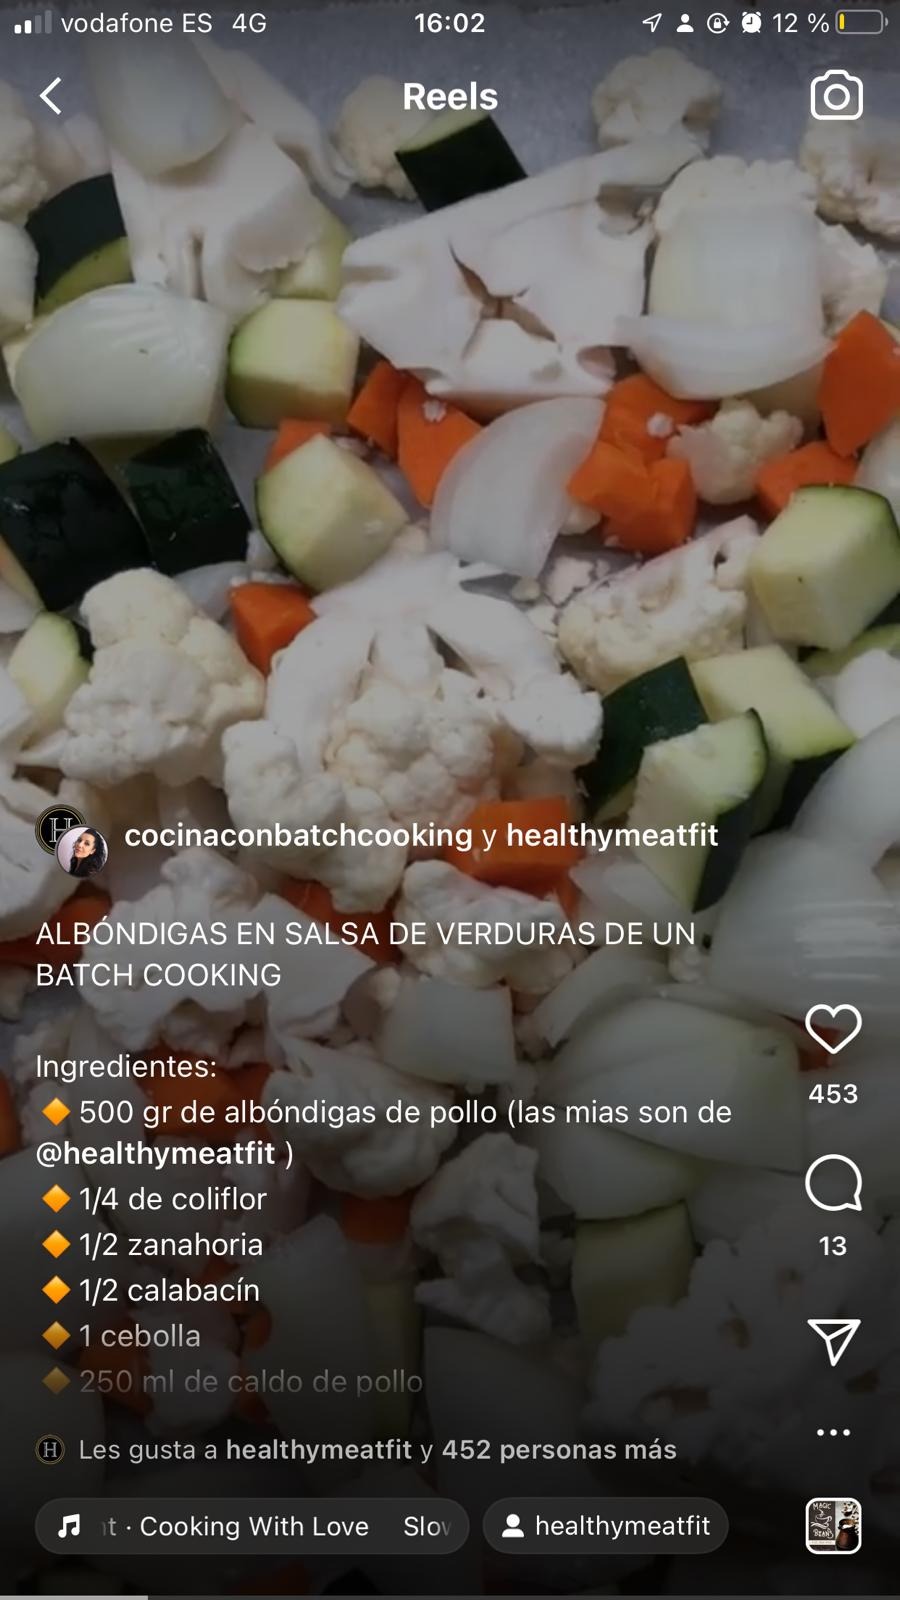 vodafone ES 4G 16:02 12 %
Reels
cocinaconbatchcooking y healthymeatfit
ALBÓNDIGAS EN SALSA DE VERDURAS DE UN
BATCH COOKING
Ingredientes:
🔶 500 gr de albóndigas de pollo (las mias son de
@healthymeatfit )
🔶 1/4 de coliflor
🔶 1/2 zanahoria
🔶 1/2 calabacín
🔶 1 cebolla
🔶 250 ml de caldo de pollo
453
13
H Les gusta a healthymeatfit y 452 personas más
· Cooking With Love
healthymeatfit
MAGIC
BEANS